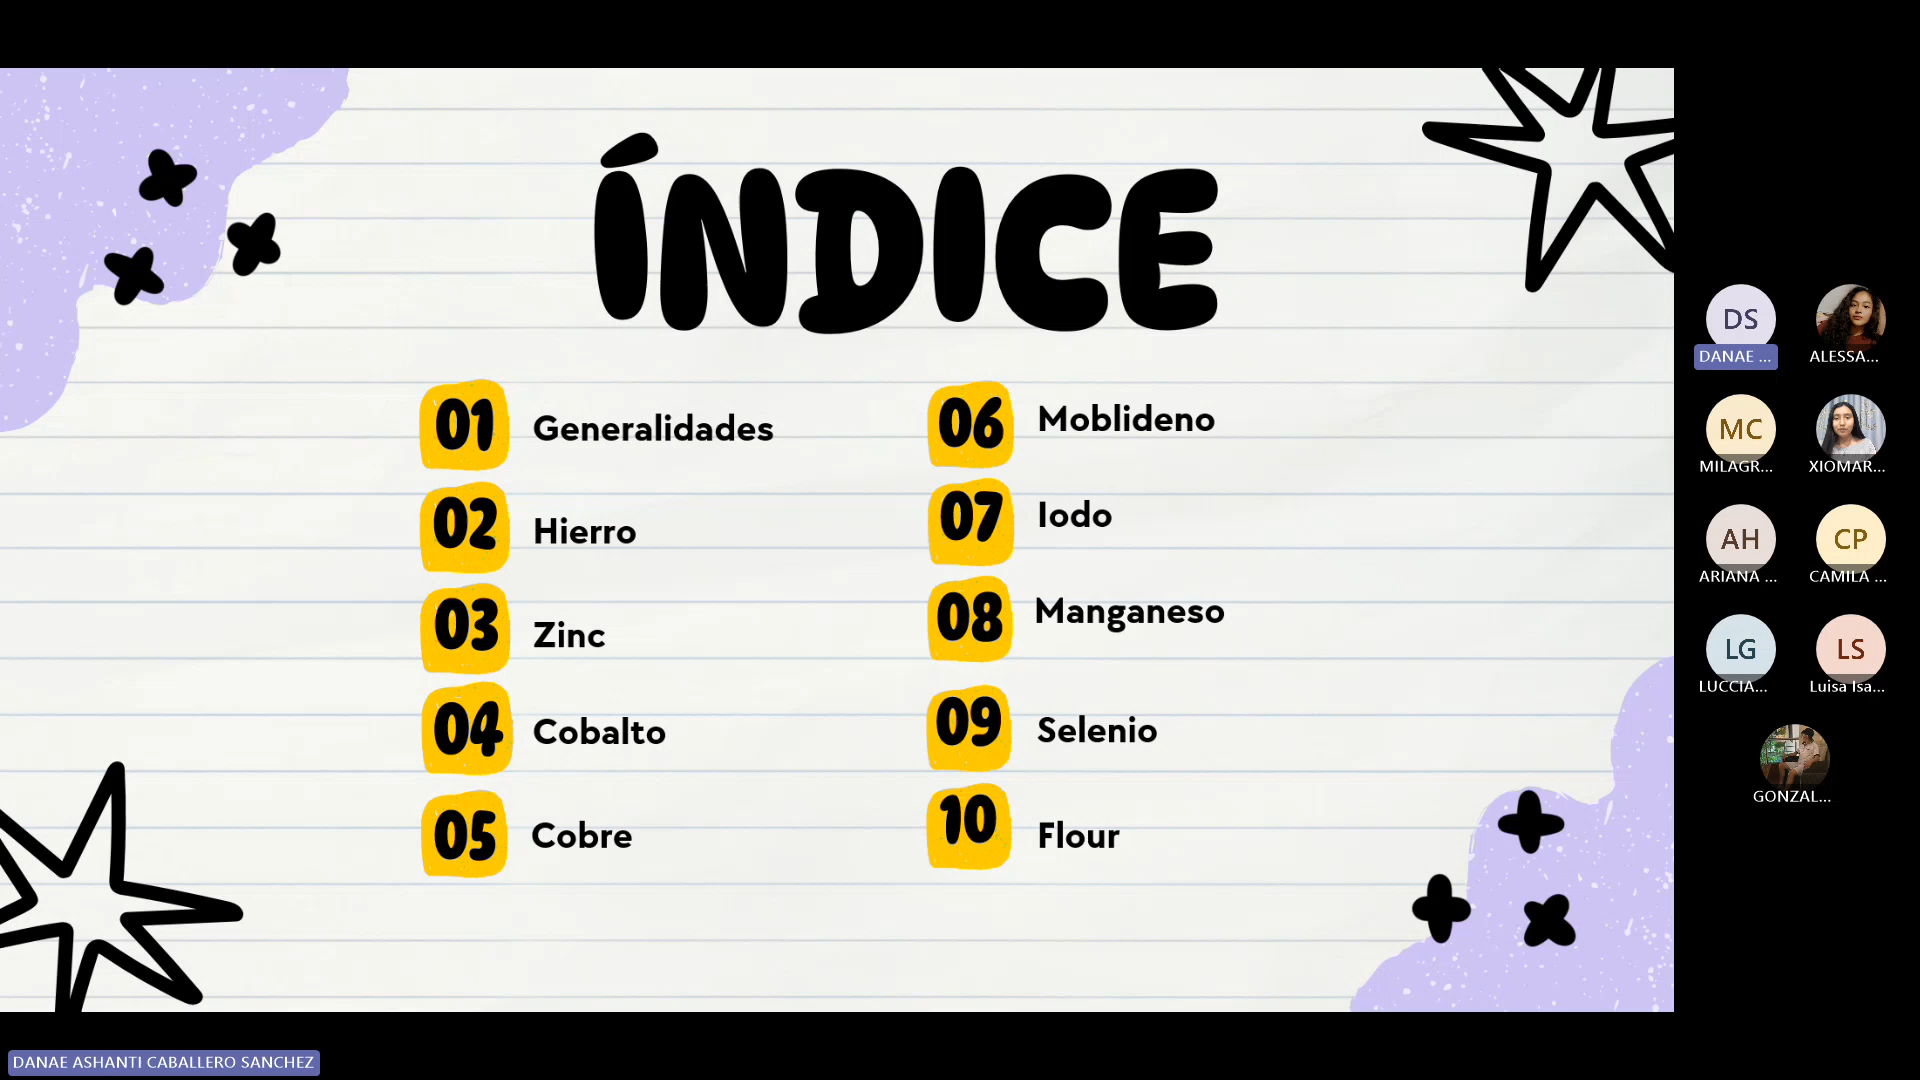 ÍNDICE
01 Generalidades
02 Hierro
03 Zinc
04 Cobalto
05 Cobre
06 Moblideno
07 Iodo
08 Manganeso
09 Selenio
10 Flour
DS
DANAE ...
ALESSA...
MC
MILAGR...
XIOMAR...
AH
ARIANA ...
CP
CAMILA ...
LG
LUCCIA...
LS
Luisa Isa...
GONZAL...
DANAE ASHANTI CABALLERO SANCHEZ